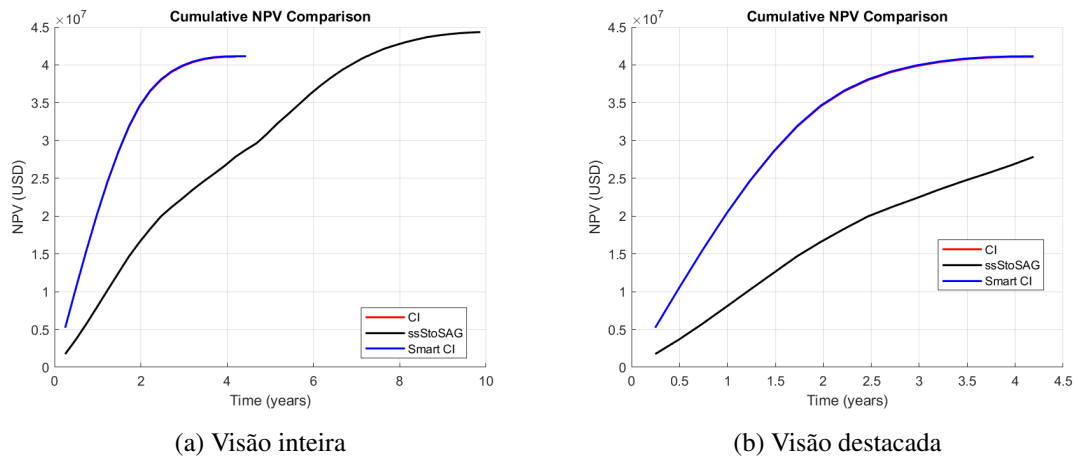 Cumulative NPV Comparison
×10⁷
4.5
4
3.5
3
2.5
2
1.5
1
0.5
0
NPV (USD)
0 2 4 6 8 10
Time (years)
CI
ssStoSAG
Smart CI
(a) Visão inteira
Cumulative NPV Comparison
×10⁷
4.5
4
3.5
3
2.5
2
1.5
1
0.5
0
NPV (USD)
0 0.5 1 1.5 2 2.5 3 3.5 4 4.5
Time (years)
CI
ssStoSAG
Smart CI
(b) Visão destacada